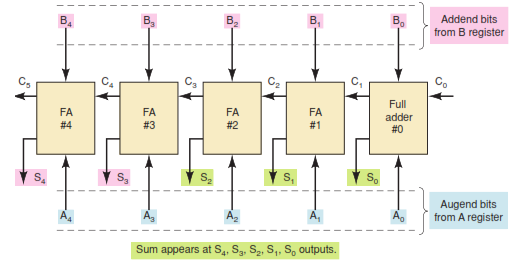 B₄ B₃ B₂ B₁ B₀
Addend bits
from B register
C₅ C₄ C₃ C₂ C₁ C₀
FA
#4
FA
#3
FA
#2
FA
#1
Full
adder
#0
S₄ S₃ S₂ S₁ S₀
A₄ A₃ A₂ A₁ A₀
Augend bits
from A register
Sum appears at S₄, S₃, S₂, S₁, S₀ outputs.